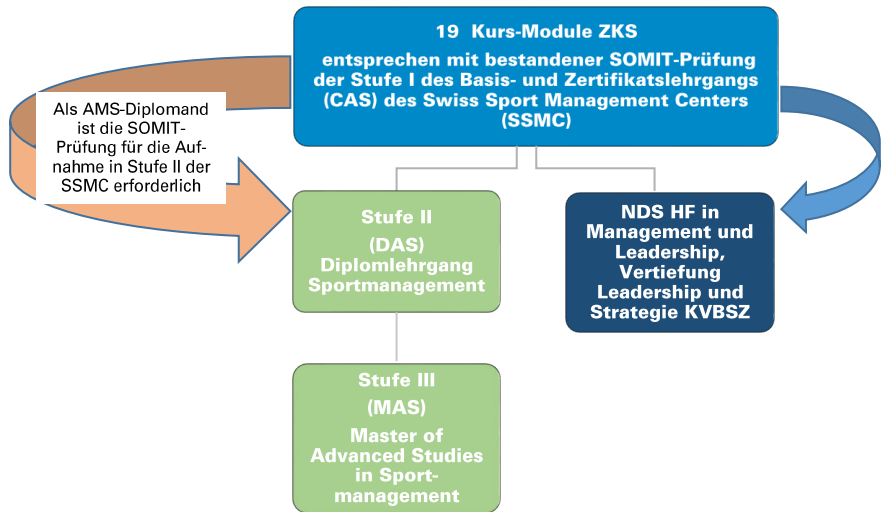 19 Kurs-Module ZKS
entsprechen mit bestandener SOMIT-Prüfung
der Stufe I des Basis- und Zertifikatslehrgangs
(CAS) des Swiss Sport Management Centers
(SSMC)
Als AMS-Diplomand
ist die SOMIT-
Prüfung für die Auf-
nahme in Stufe II der
SSMC erforderlich
Stufe II
(DAS)
Diplomlehrgang
Sportmanagement
NDS HF in
Management und
Leadership,
Vertiefung
Leadership und
Strategie KVBSZ
Stufe III
(MAS)
Master of
Advanced Studies
in Sport-
management